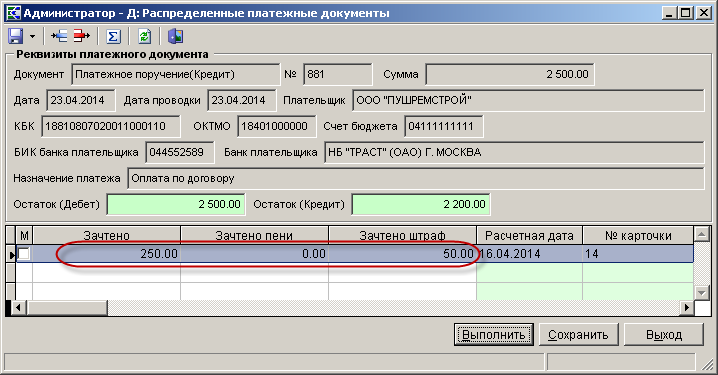 Администратор - Д: Распределенные платежные документы
Реквизиты платежного документа
Документ Платежное поручение(Кредит) № 881 Сумма 2 500.00
Дата 23.04.2014 Дата проводки 23.04.2014 Плательщик ООО "ПУШРЕМСТРОЙ"
КБК 18810807020011000110 ОКТМО 18401000000 Счет бюджета 04111111111
БИК банка плательщика 044552589 Банк плательщика НБ "ТРАСТ" (ОАО) Г. МОСКВА
Назначение платежа Оплата по договору
Остаток (Дебет) 2 500.00 Остаток (Кредит) 2 200.00
М Зачтено Зачтено пени Зачтено штраф Расчетная дата № карточки
250.00 0.00 50.00 16.04.2014 14
Выполнить Сохранить Выход